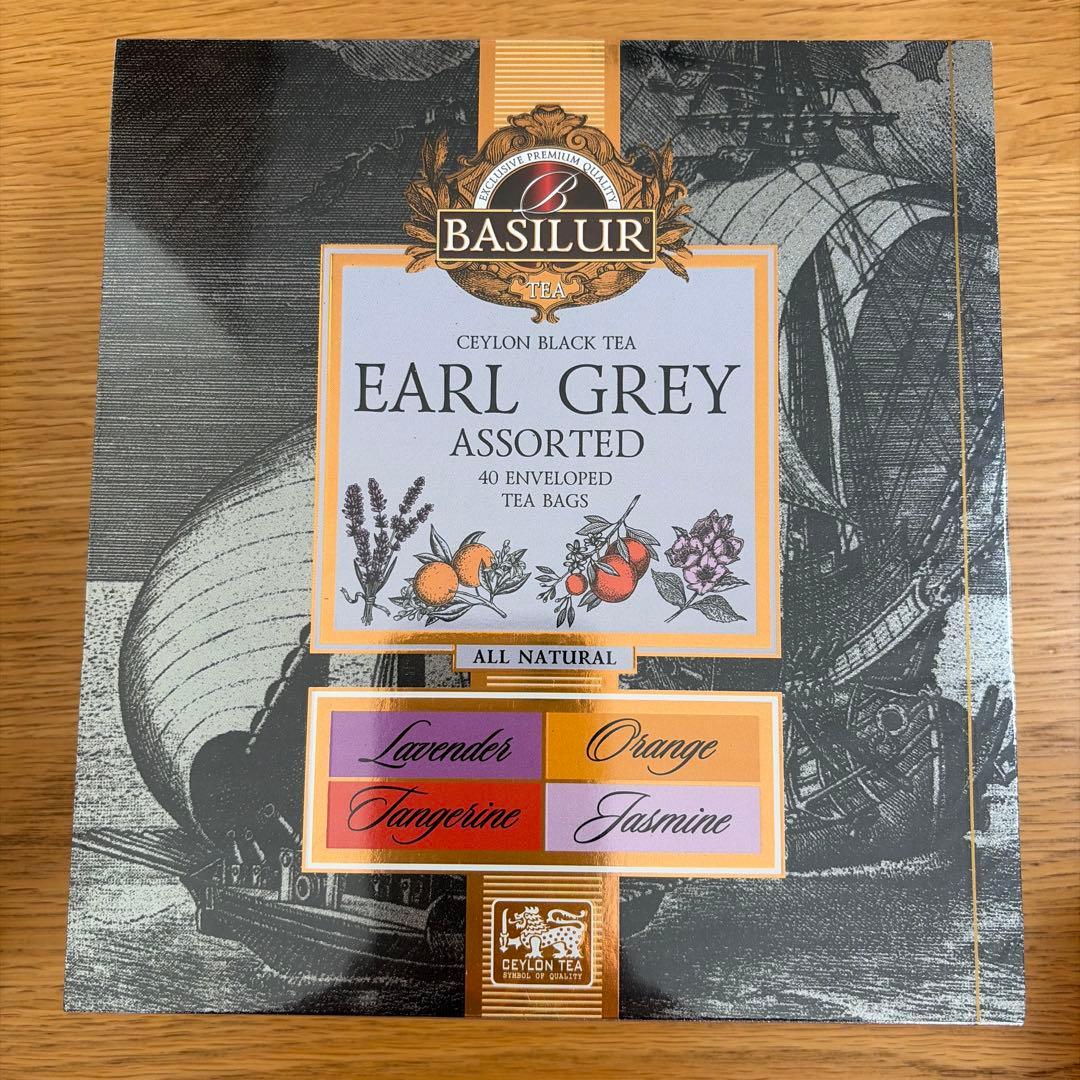 EXCLUSIVE PREMIUM QUALITY
B
BASILUR®
TEA
CEYLON BLACK TEA
EARL GREY
ASSORTED
40 ENVELOPED
TEA BAGS
ALL NATURAL
Lavender
Orange
Tangerine
Jasmine
CEYLON TEA
SYMBOL OF QUALITY